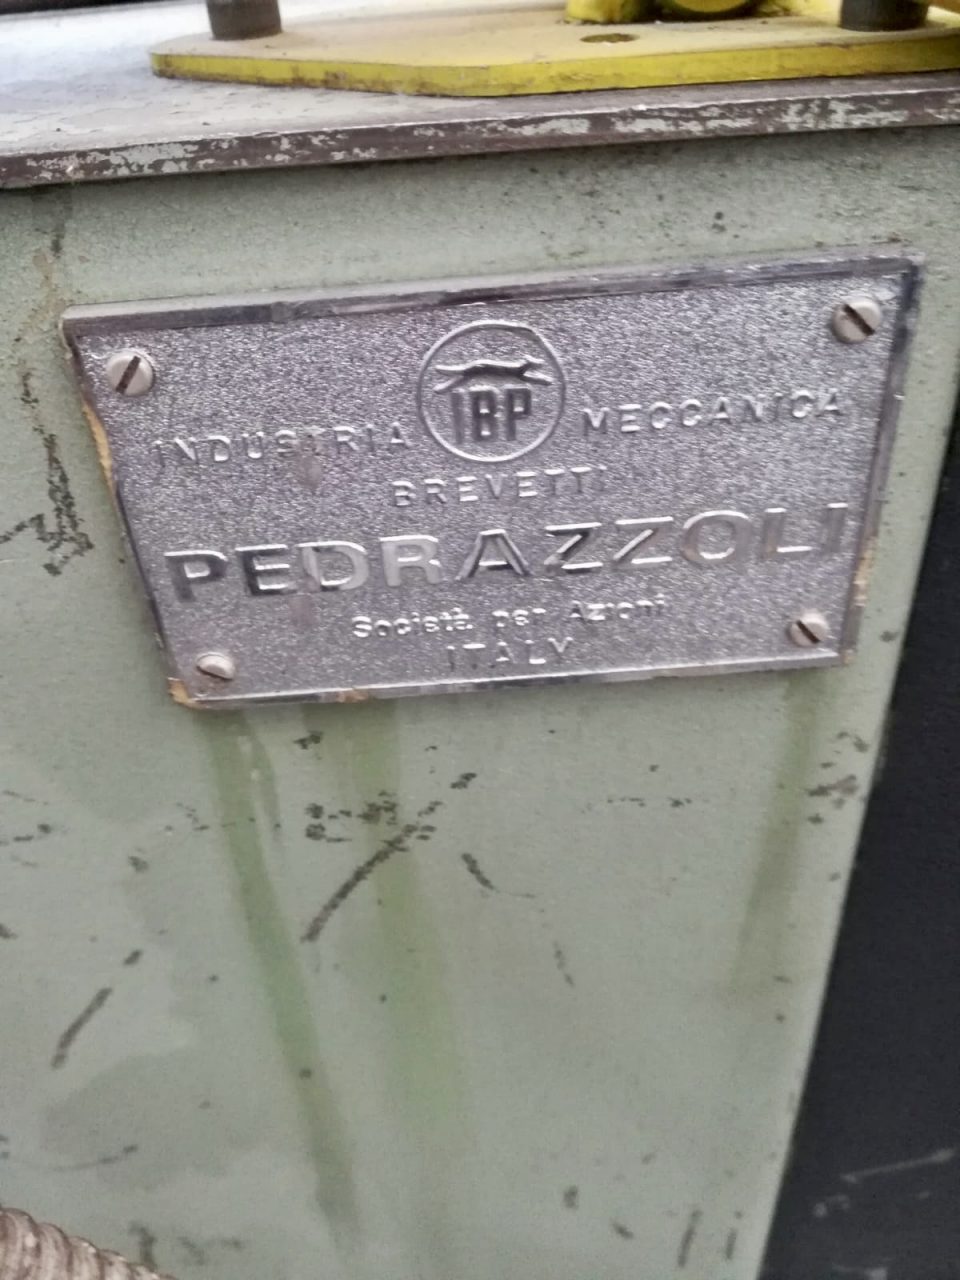 IBP
INDUSTRIA MECCANICA
BREVETTI
PEDRAZZOLI
Società per Azioni
ITALY